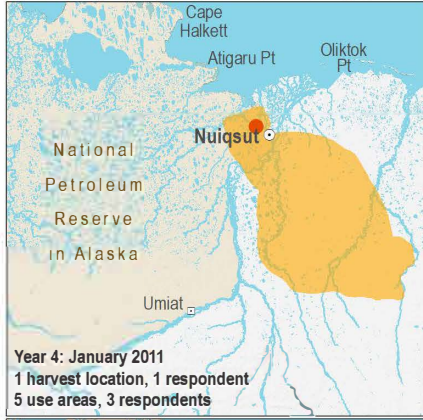 Cape
Halkett
Atigaru Pt
Oliktok
Pt
Nuiqsut
National
Petroleum
Reserve
in Alaska
Umiat
Year 4: January 2011
1 harvest location, 1 respondent
5 use areas, 3 respondents